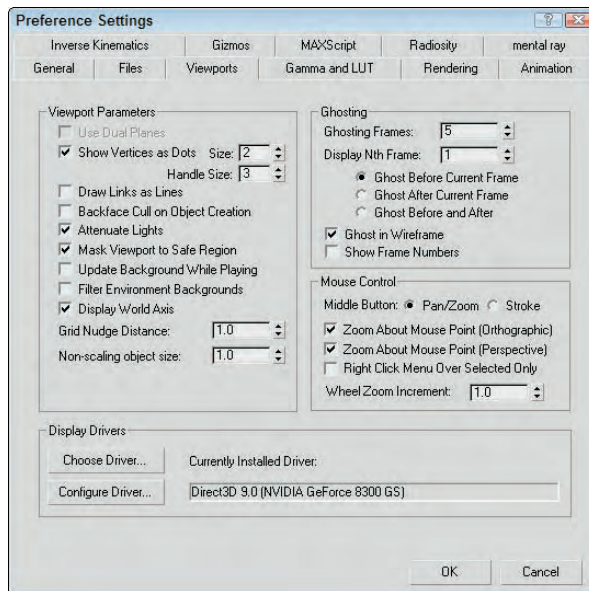 Preference Settings
Inverse Kinematics Gizmos MAXScript Radiosity mental ray
General Files Viewports Gamma and LUT Rendering Animation
Viewport Parameters
Use Dual Planes
Show Vertices as Dots Size: 2
Handle Size: 3
Draw Links as Lines
Backface Cull on Object Creation
Attenuate Lights
Mask Viewport to Safe Region
Update Background While Playing
Filter Environment Backgrounds
Display World Axis
Grid Nudge Distance: 1.0
Non-scaling object size: 1.0
Ghosting
Ghosting Frames: 5
Display Nth Frame: 1
Ghost Before Current Frame
Ghost After Current Frame
Ghost Before and After
Ghost in Wireframe
Show Frame Numbers
Mouse Control
Middle Button: Pan/Zoom Stroke
Zoom About Mouse Point (Orthographic)
Zoom About Mouse Point (Perspective)
Right Click Menu Over Selected Only
Wheel Zoom Increment: 1.0
Display Drivers
Choose Driver... Currently Installed Driver:
Configure Driver... Direct3D 9.0 (NVIDIA GeForce 8300 GS)
OK Cancel